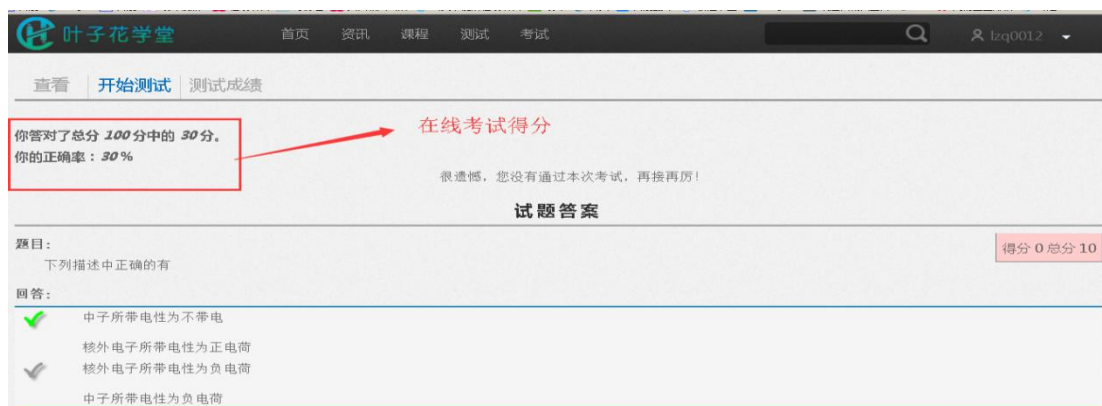 叶子花学堂 首页 资讯 课程 测试 考试 lzq0012
查看 开始测试 测试成绩
你答对了总分 100 分中的 30 分。
你的正确率：30 %
在线考试得分
很遗憾，您没有通过本次考试，再接再厉！
试题答案
题目：
得分 0 总分 10
下列描述中正确的有
回答：
中子所带电性为不带电
核外电子所带电性为正电荷
核外电子所带电性为负电荷
中子所带电性为负电荷